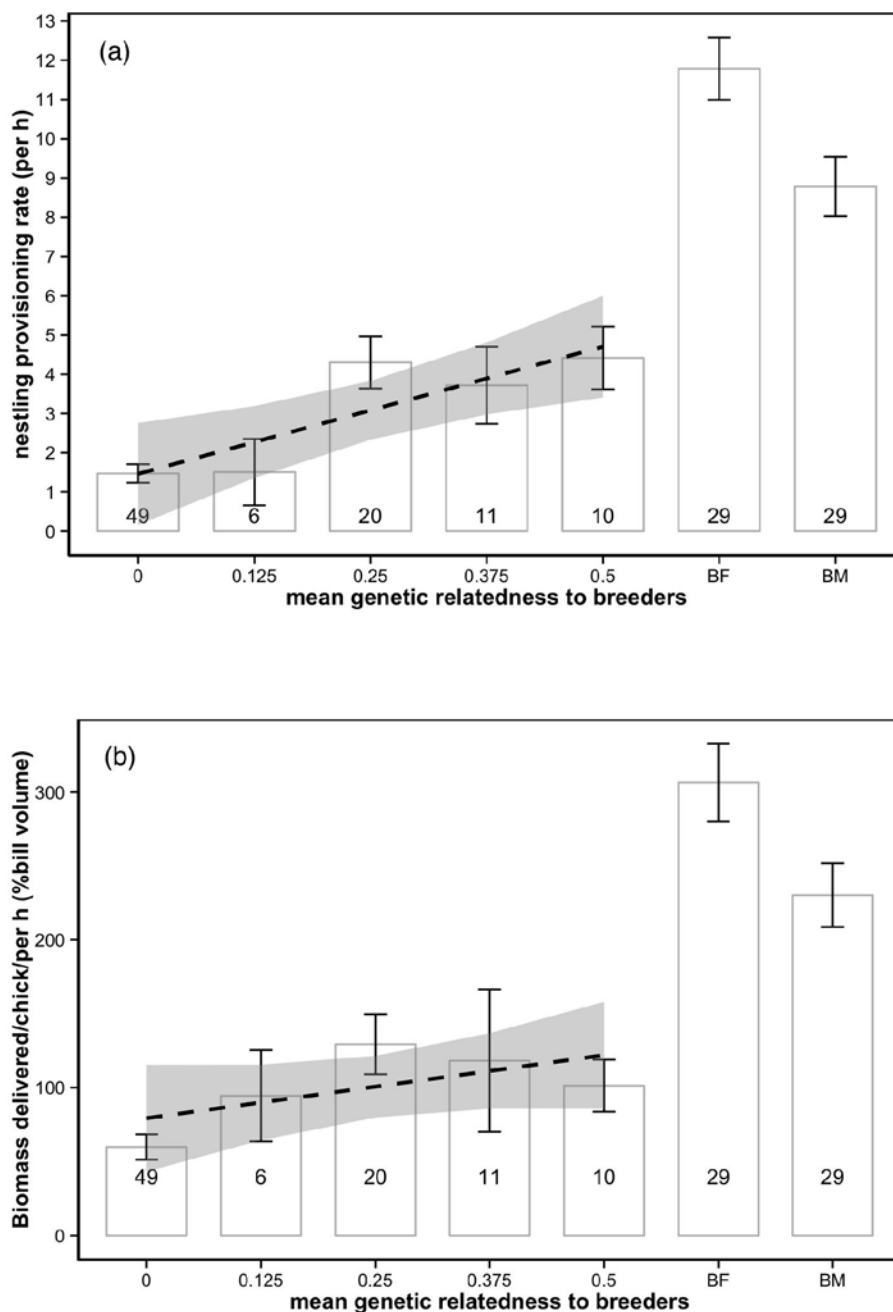 (a)
nestling provisioning rate (per h)
13
12
11
10
9
8
7
6
5
4
3
2
1
0
49 6 20 11 10 29 29
0 0.125 0.25 0.375 0.5 BF BM
mean genetic relatedness to breeders
(b)
Biomass delivered/chick/per h (%bill volume)
300
200
100
0
49 6 20 11 10 29 29
0 0.125 0.25 0.375 0.5 BF BM
mean genetic relatedness to breeders